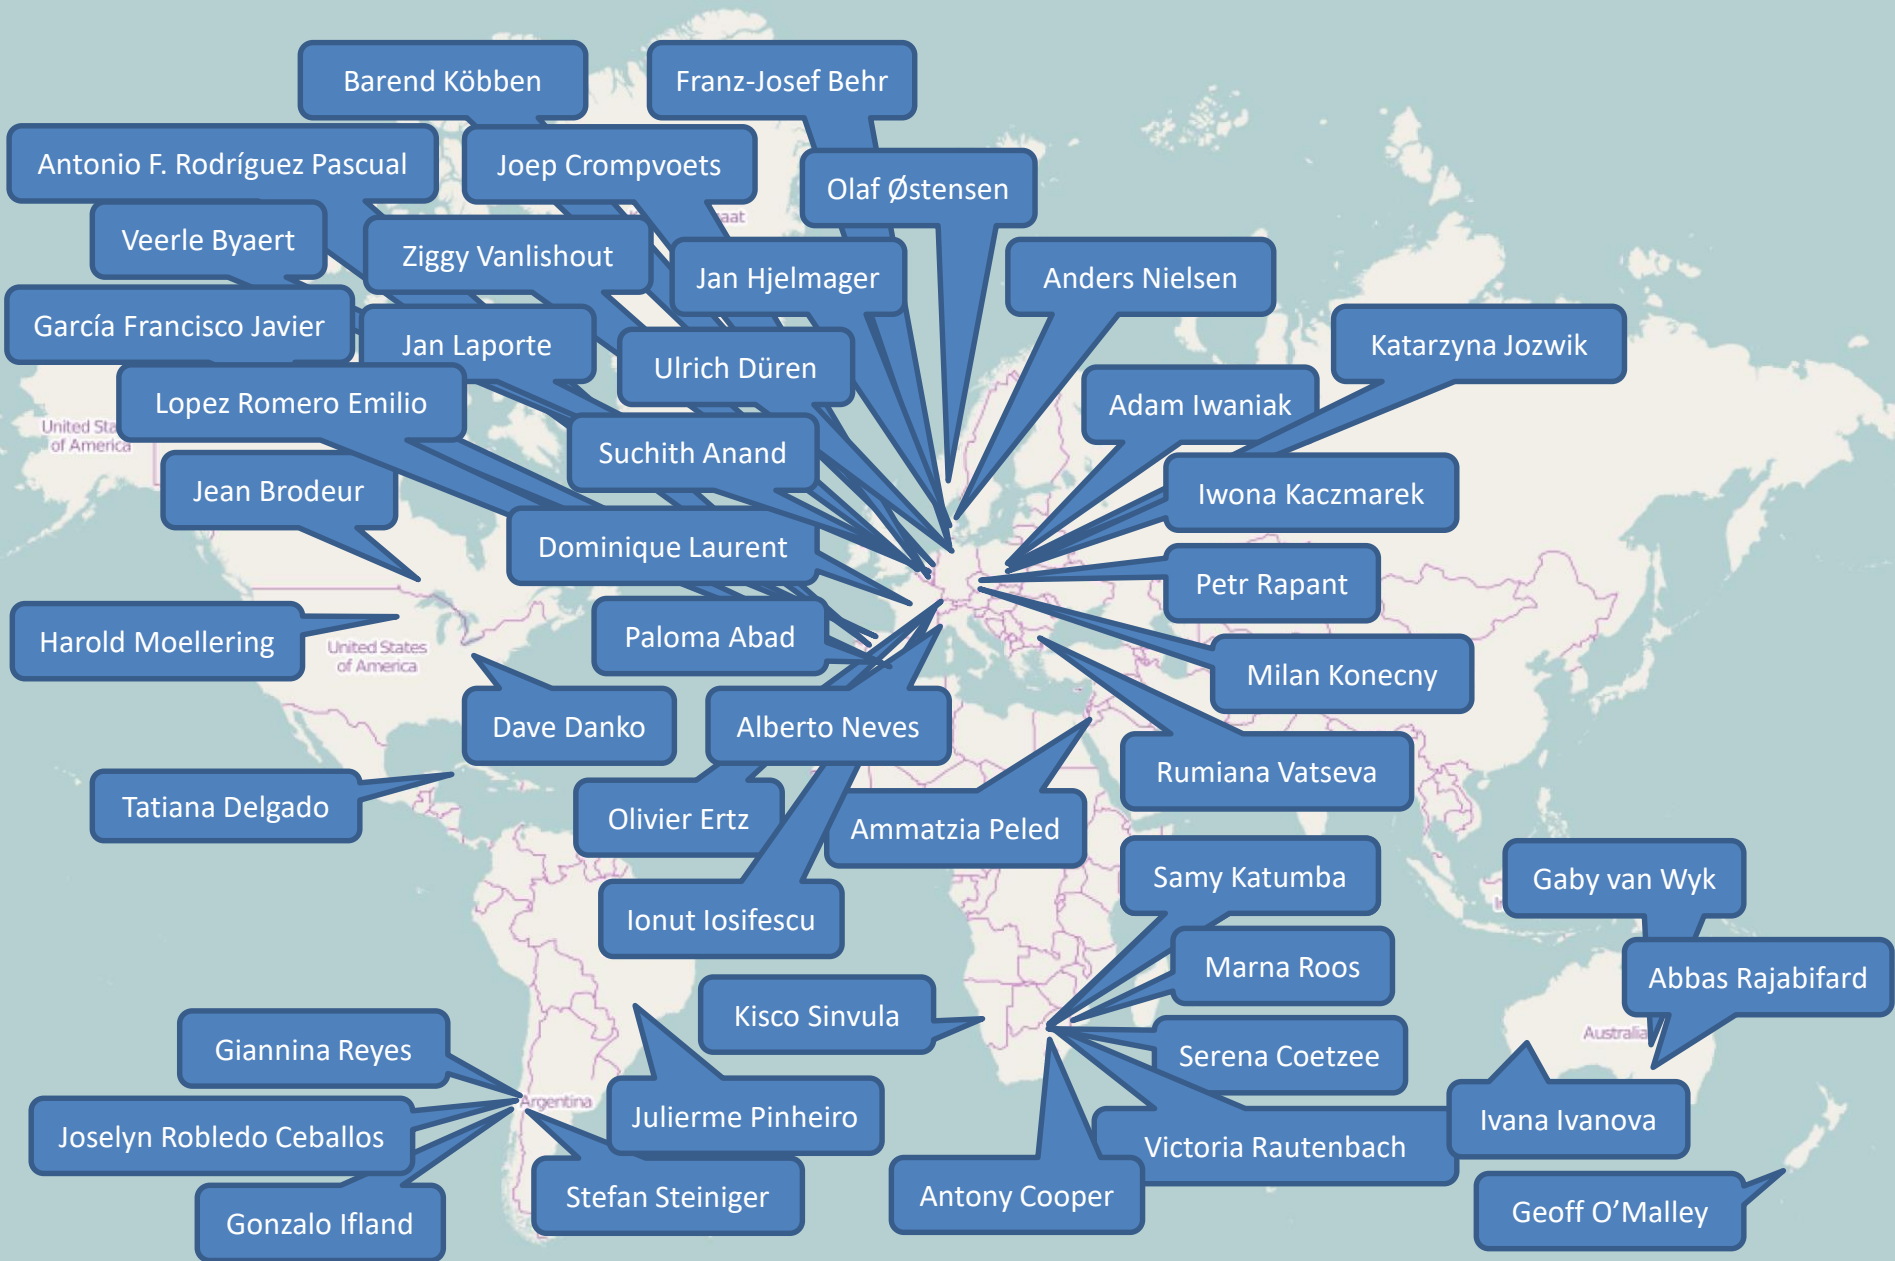 Barend Köbben
Franz-Josef Behr
Antonio F. Rodríguez Pascual
Joep Crompvoets
Olaf Østensen
Veerle Byaert
Ziggy Vanlishout
aat
Jan Hjelmager
Anders Nielsen
García Francisco Javier
Jan Laporte
Ulrich Düren
Katarzyna Jozwik
Lopez Romero Emilio
Adam Iwaniak
United Sta
of America
Suchith Anand
Jean Brodeur
Iwona Kaczmarek
Dominique Laurent
Petr Rapant
Harold Moellering
United States
of America
Paloma Abad
Milan Konecny
Dave Danko
Alberto Neves
Rumiana Vatseva
Tatiana Delgado
Olivier Ertz
Ammatzia Peled
Samy Katumba
Gaby van Wyk
Ionut Iosifescu
Marna Roos
Abbas Rajabifard
Kisco Sinvula
Australia
Giannina Reyes
Serena Coetzee
Argentina
Julierme Pinheiro
Ivana Ivanova
Joselyn Robledo Ceballos
Victoria Rautenbach
Stefan Steiniger
Antony Cooper
Geoff O’Malley
Gonzalo Ifland